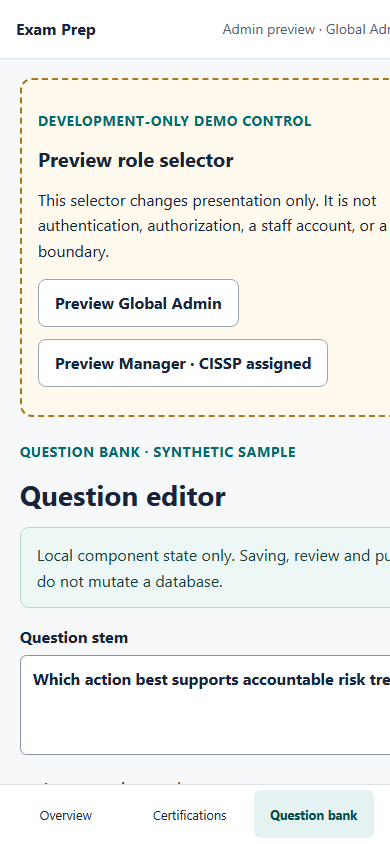 Exam Prep
Admin preview · Global
DEVELOPMENT-ONLY DEMO CONTROL
Preview role selector
This selector changes presentation only. It is not
authentication, authorization, a staff account, or a
boundary.
Preview Global Admin
Preview Manager · CISSP assigned
QUESTION BANK · SYNTHETIC SAMPLE
Question editor
Local component state only. Saving, review and
do not mutate a database.
Question stem
Which action best supports accountable risk
Overview
Certifications
Question bank